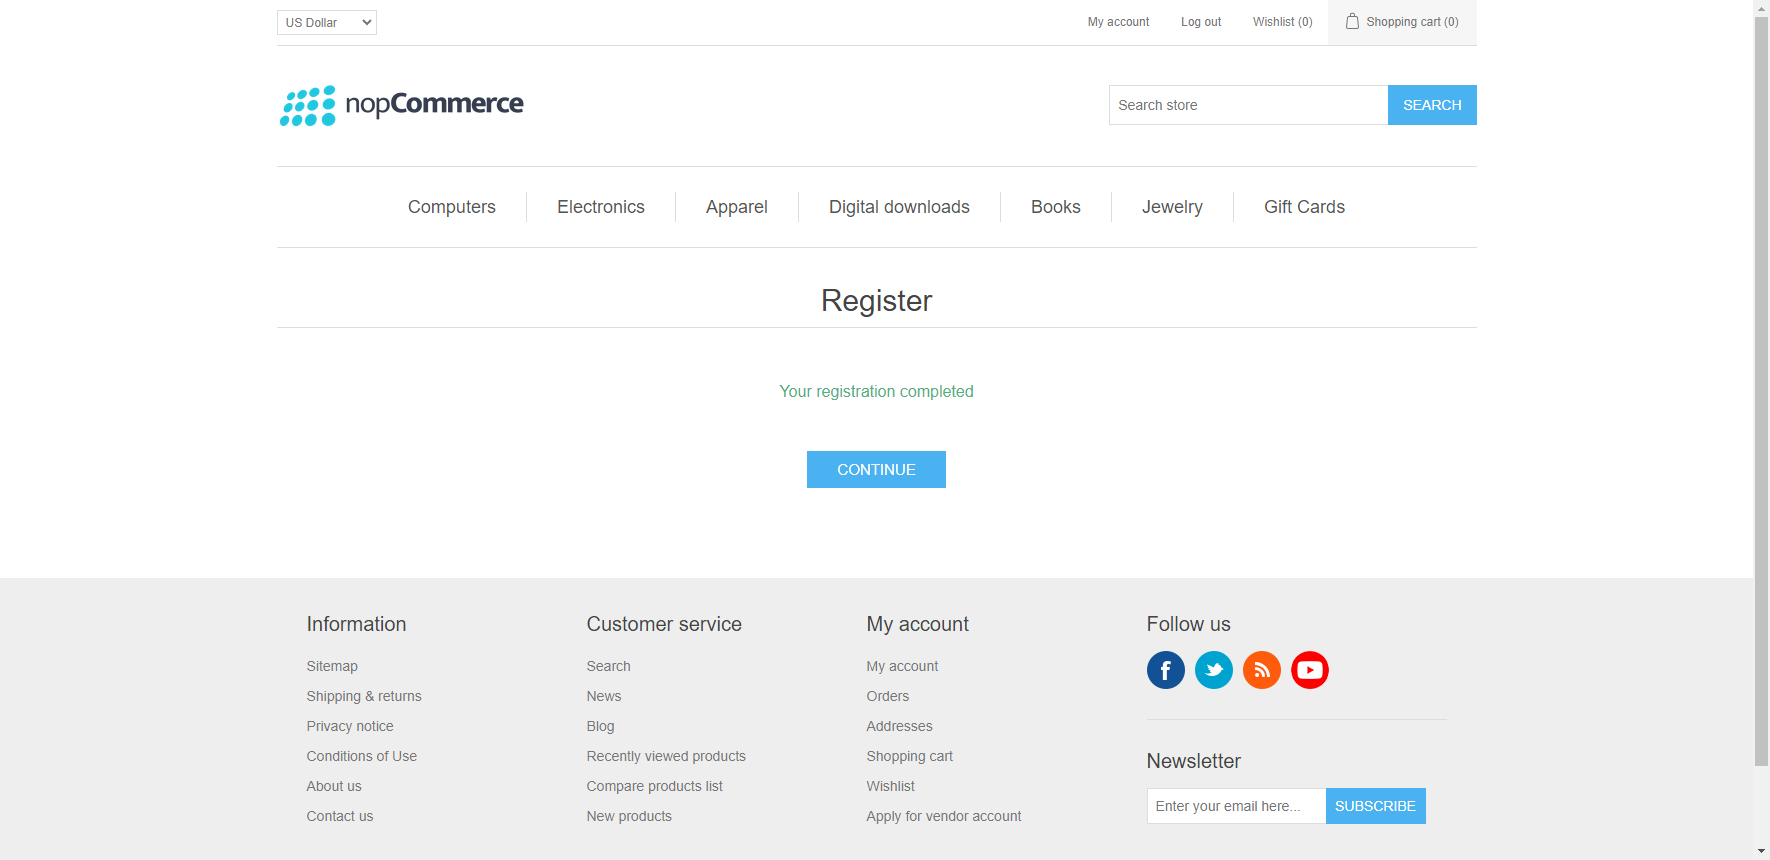 US Dollar
My account
Log out
Wishlist (0)
Shopping cart (0)
nopCommerce
Search store
SEARCH
Computers
Electronics
Apparel
Digital downloads
Books
Jewelry
Gift Cards
Register
Your registration completed
CONTINUE
Information
Sitemap
Shipping & returns
Privacy notice
Conditions of Use
About us
Contact us
Customer service
Search
News
Blog
Recently viewed products
Compare products list
New products
My account
My account
Orders
Addresses
Shopping cart
Wishlist
Apply for vendor account
Follow us
Newsletter
Enter your email here...
SUBSCRIBE